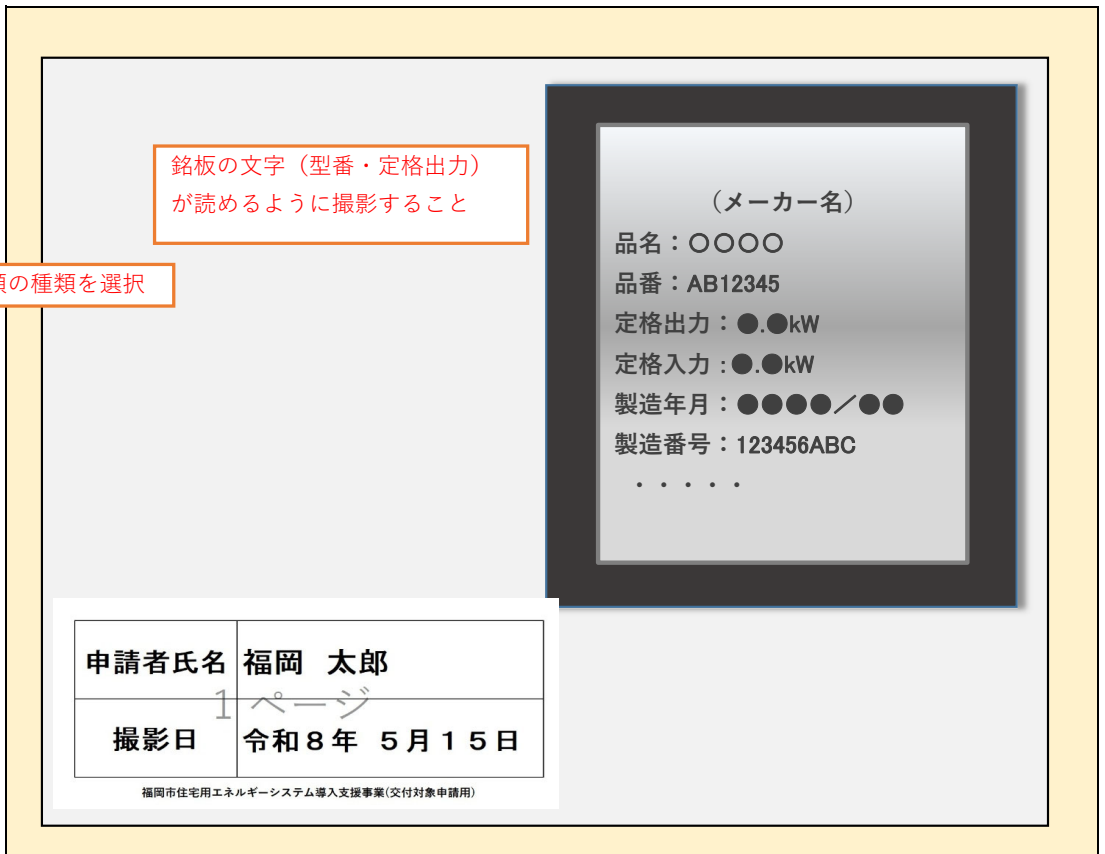 銘板の文字（型番・定格出力）
が読めるように撮影すること
の種類を選択
（メーカー名）
品名：〇〇〇〇
品番：AB12345
定格出力：●.●kW
定格入力：●.●kW
製造年月：●●●●／●●
製造番号：123456ABC
・・・・・
申請者氏名 福岡　太郎
1 ページ
撮影日 令和８年 ５月１５日
福岡市住宅用エネルギーシステム導入支援事業(交付対象申請用)